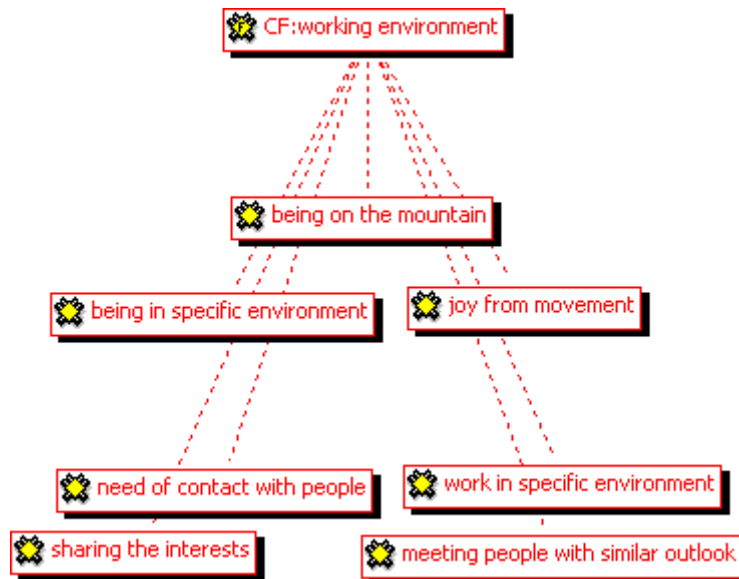 CF:working environment
being on the mountain
being in specific environment
joy from movement
need of contact with people
work in specific environment
sharing the interests
meeting people with similar outlook